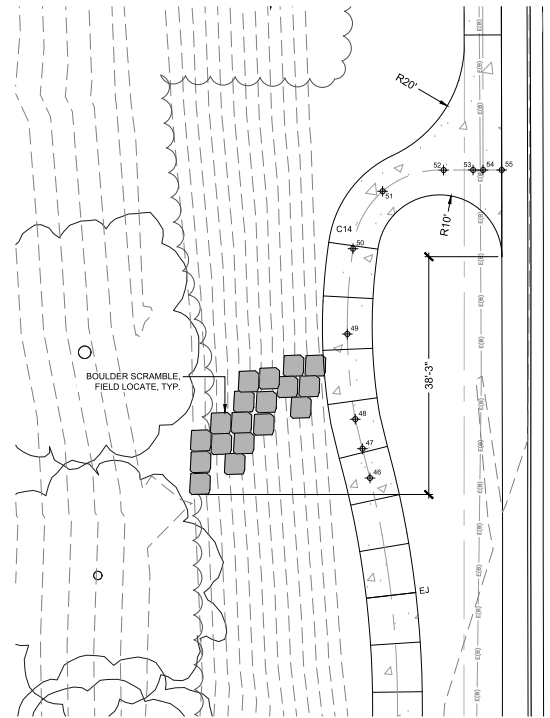 R20'
52
53
54
55
51
R10'
C14
50
49
BOULDER SCRAMBLE,
FIELD LOCATE, TYP.
38'-3"
48
47
46
EJ
E(B)
E(B)
E(B)
E(B)
E(B)
E(B)
E(B)
E(B)
E(B)
E(B)
E(B)
E(B)
E(B)